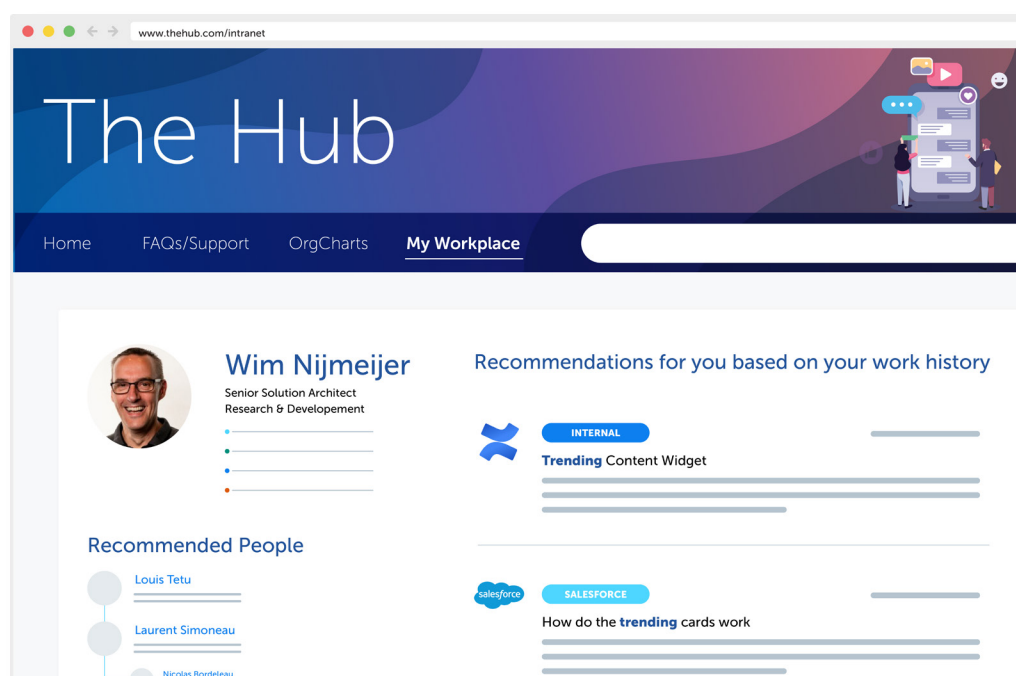 www.thehub.com/intranet
The Hub
Home FAQs/Support OrgCharts My Workplace
Wim Nijmeijer
Senior Solution Architect
Research & Developement
Recommended People
Louis Tetu
Laurent Simoneau
Nicolas Bordeleau
Recommendations for you based on your work history
INTERNAL
Trending Content Widget
salesforce
SALESFORCE
How do the trending cards work